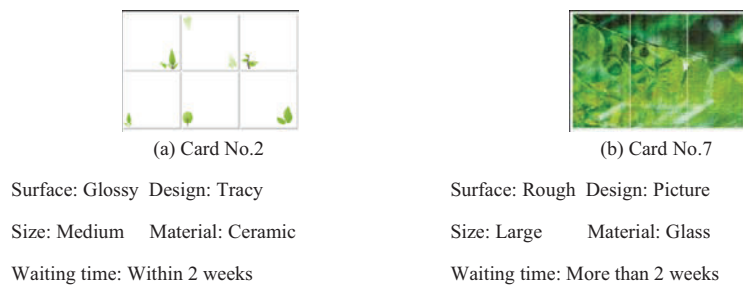 (a) Card No.2
Surface: Glossy Design: Tracy
Size: Medium Material: Ceramic
Waiting time: Within 2 weeks
(b) Card No.7
Surface: Rough Design: Picture
Size: Large Material: Glass
Waiting time: More than 2 weeks